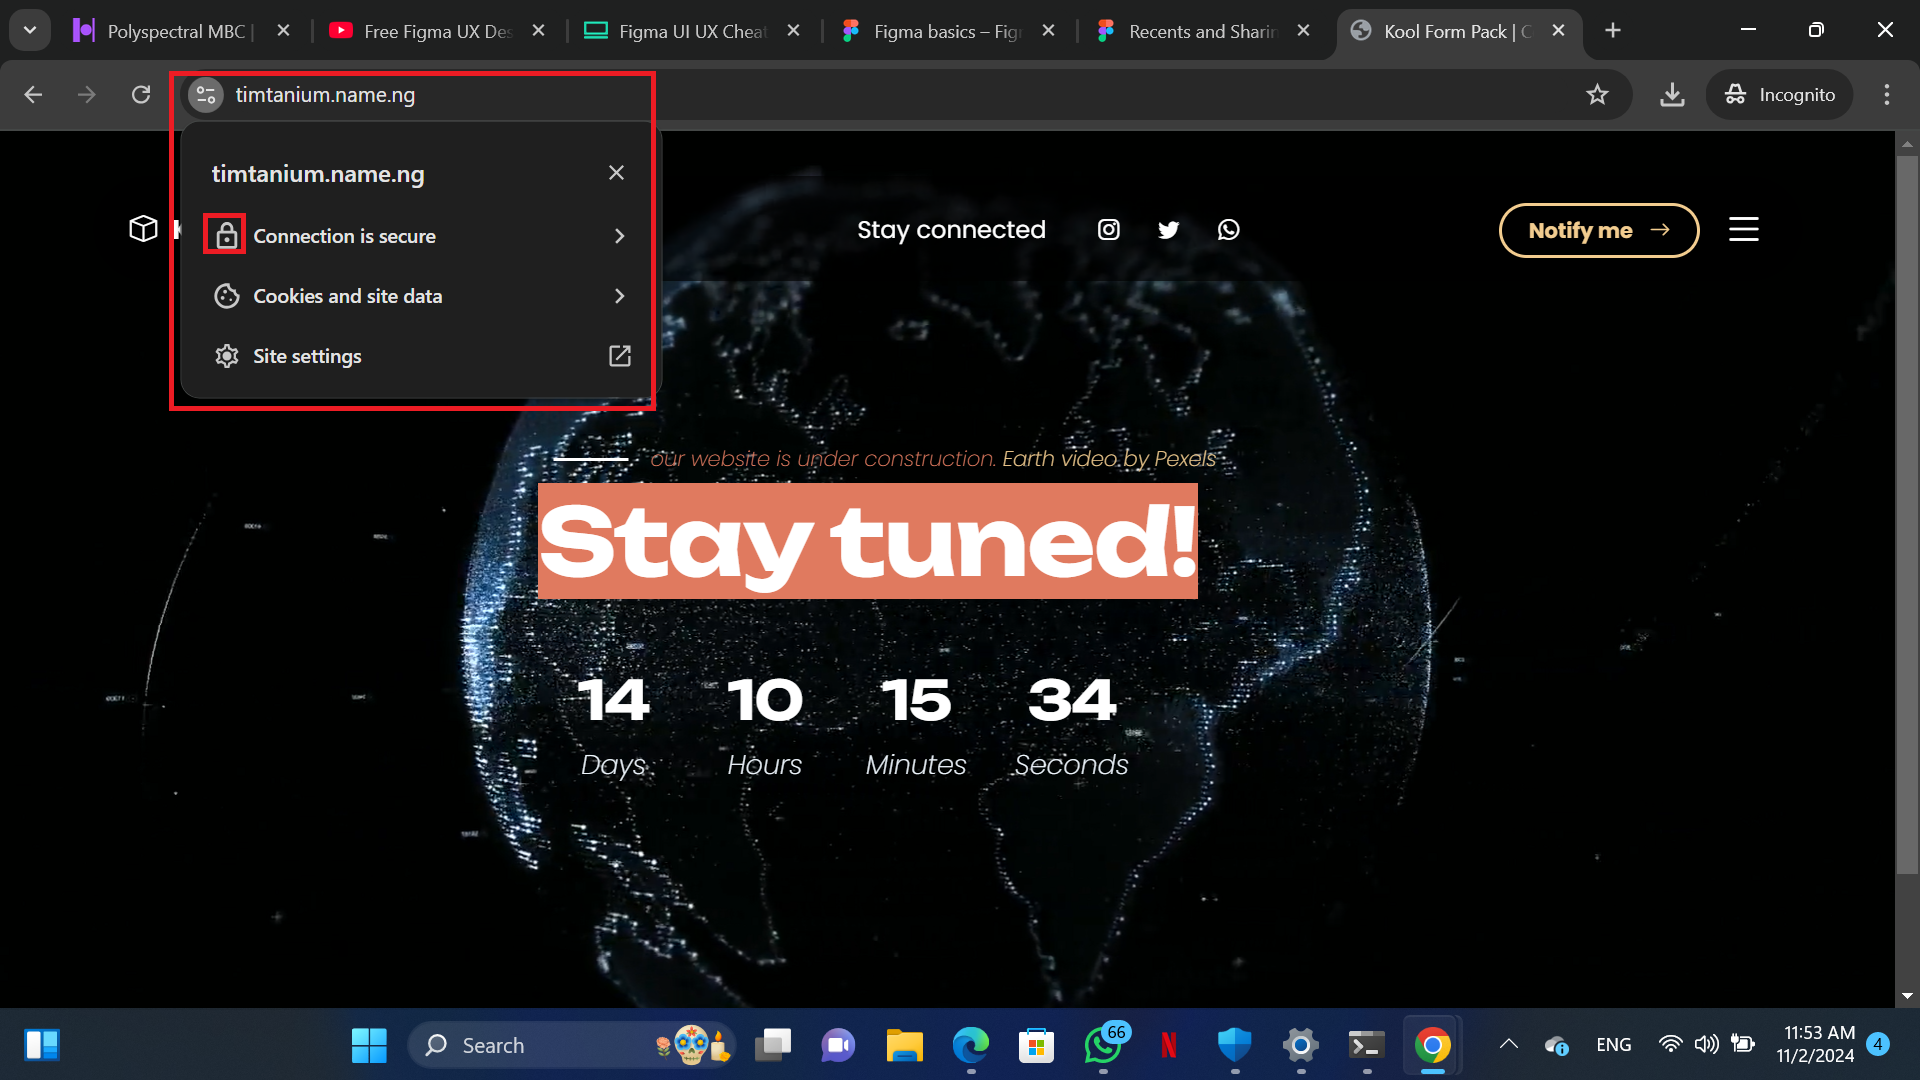 Polyspectral MBC |
Free Figma UX Des
Figma UI UX Cheat
Figma basics – Fig
Recents and Sharin
Kool Form Pack | C
timtanium.name.ng
Incognito
timtanium.name.ng
Connection is secure
Cookies and site data
Site settings
Stay connected
Notify me
our website is under construction. Earth video by Pexels
Stay tuned!
14 10 15 34
Days Hours Minutes Seconds
Search
66
ENG
11:53 AM
11/2/2024
4